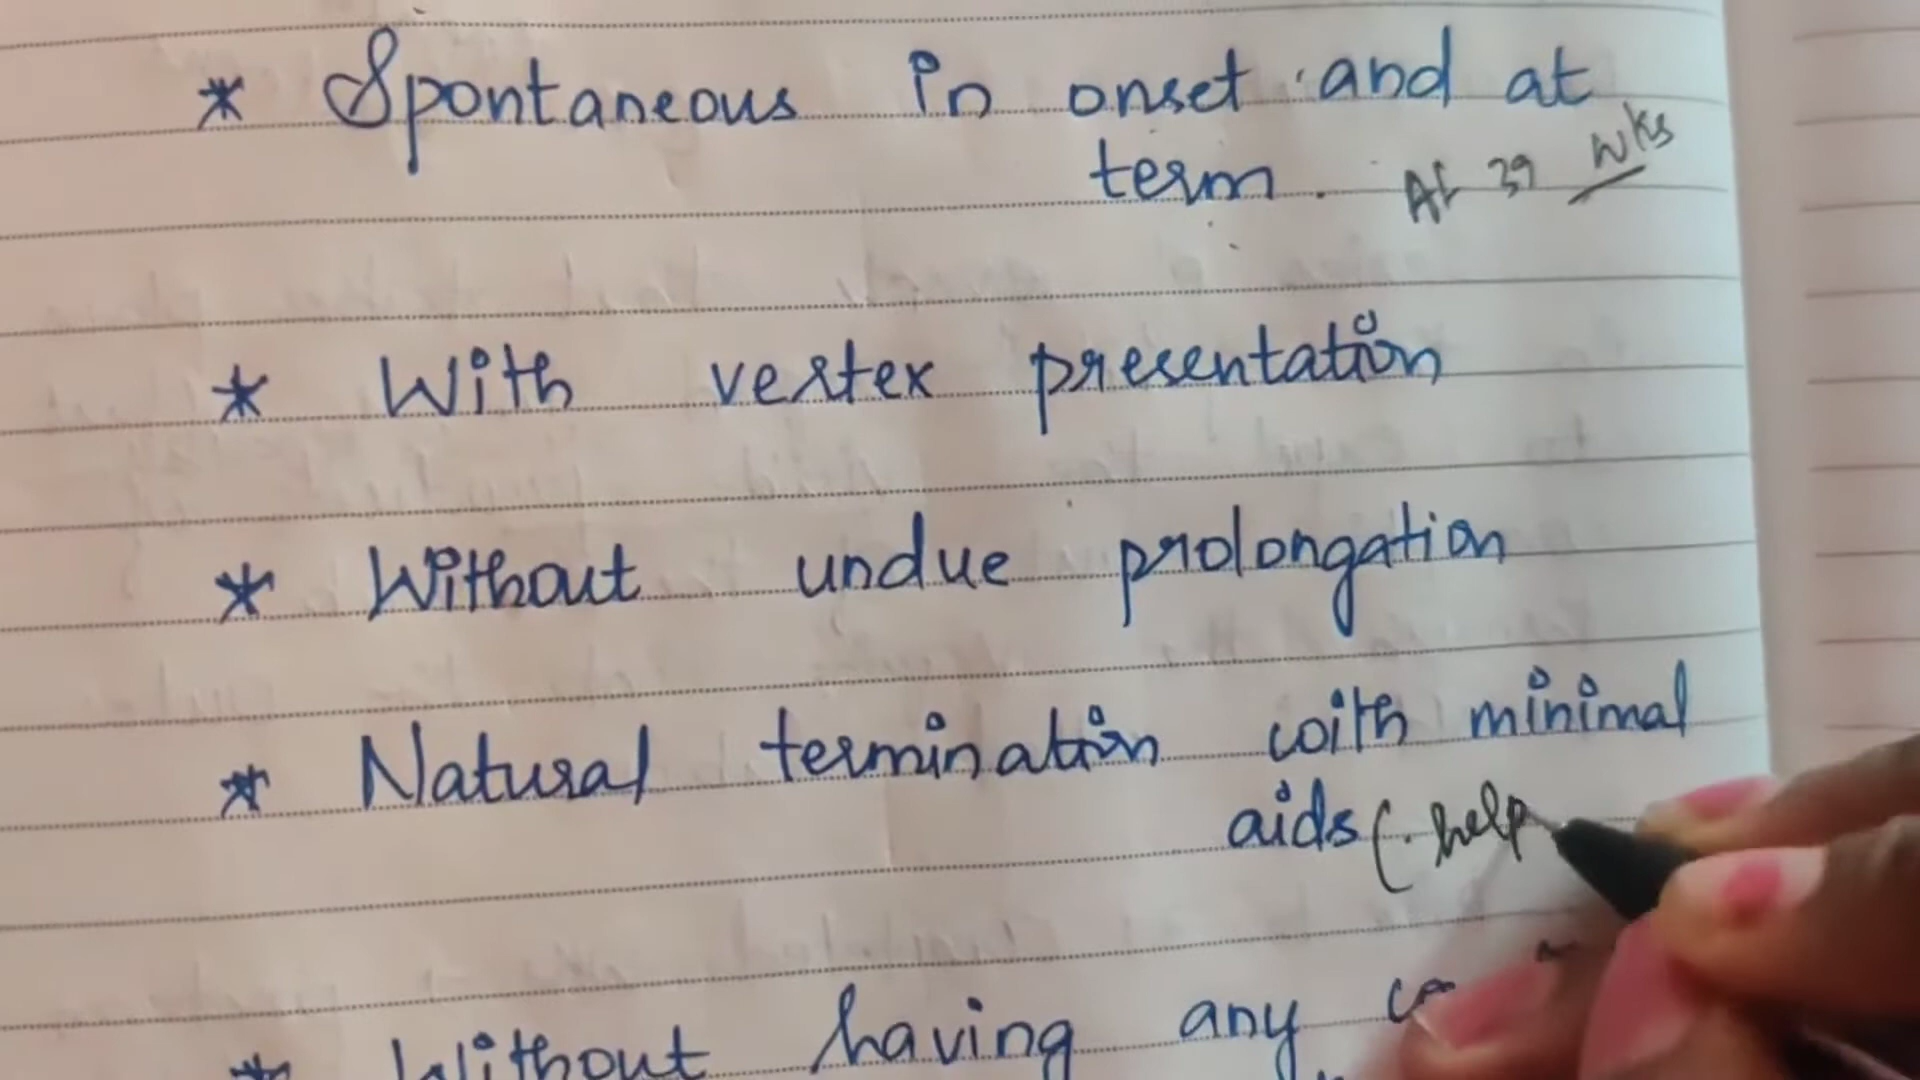 * Spontaneous in onset and at
term. At 39 wks
* With vertex presentation
* Without undue prolongation
* Natural termination with minimal
aids (help
* Without having any